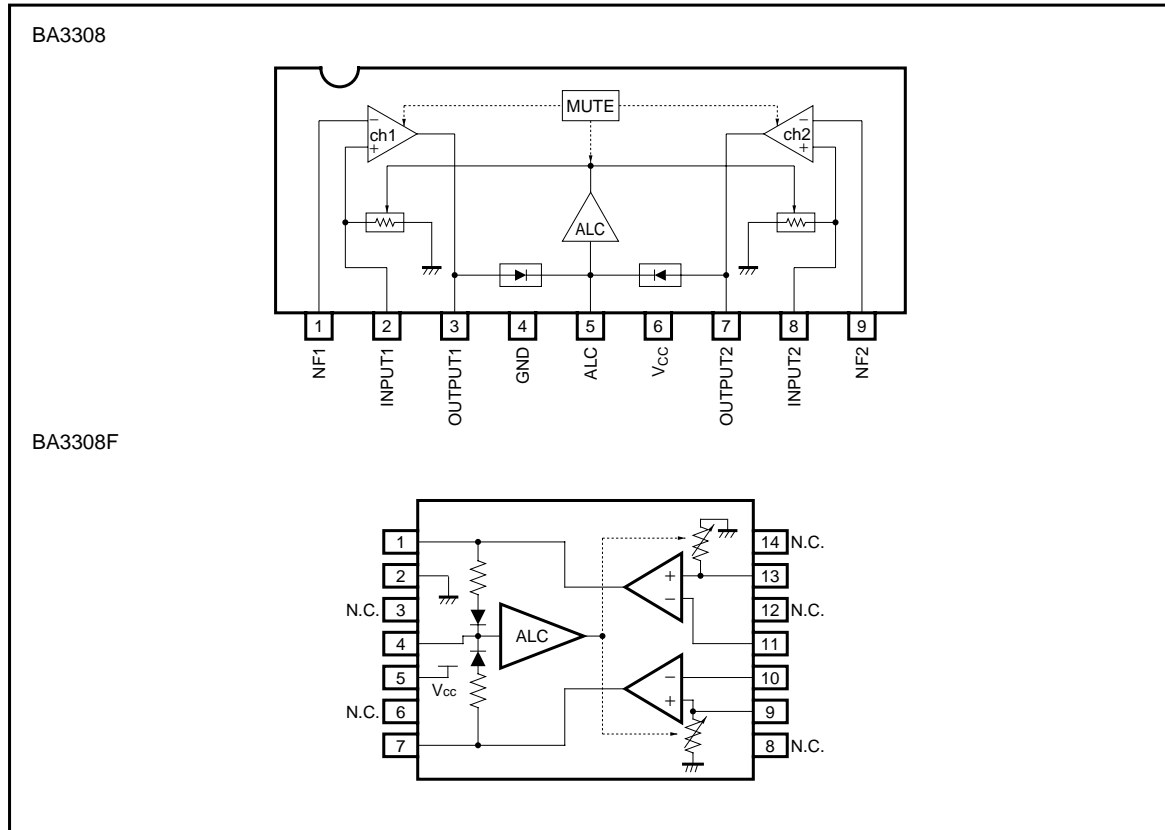 BA3308
MUTE
ch1
ch2
−
+
−
+
ALC
1 2 3 4 5 6 7 8 9
NF1
INPUT1
OUTPUT1
GND
ALC
VCC
OUTPUT2
INPUT2
NF2
BA3308F
1
2
N.C. 3
4
5
N.C. 6
7
VCC
ALC
+
−
−
+
14 N.C.
13
12 N.C.
11
10
9
8 N.C.